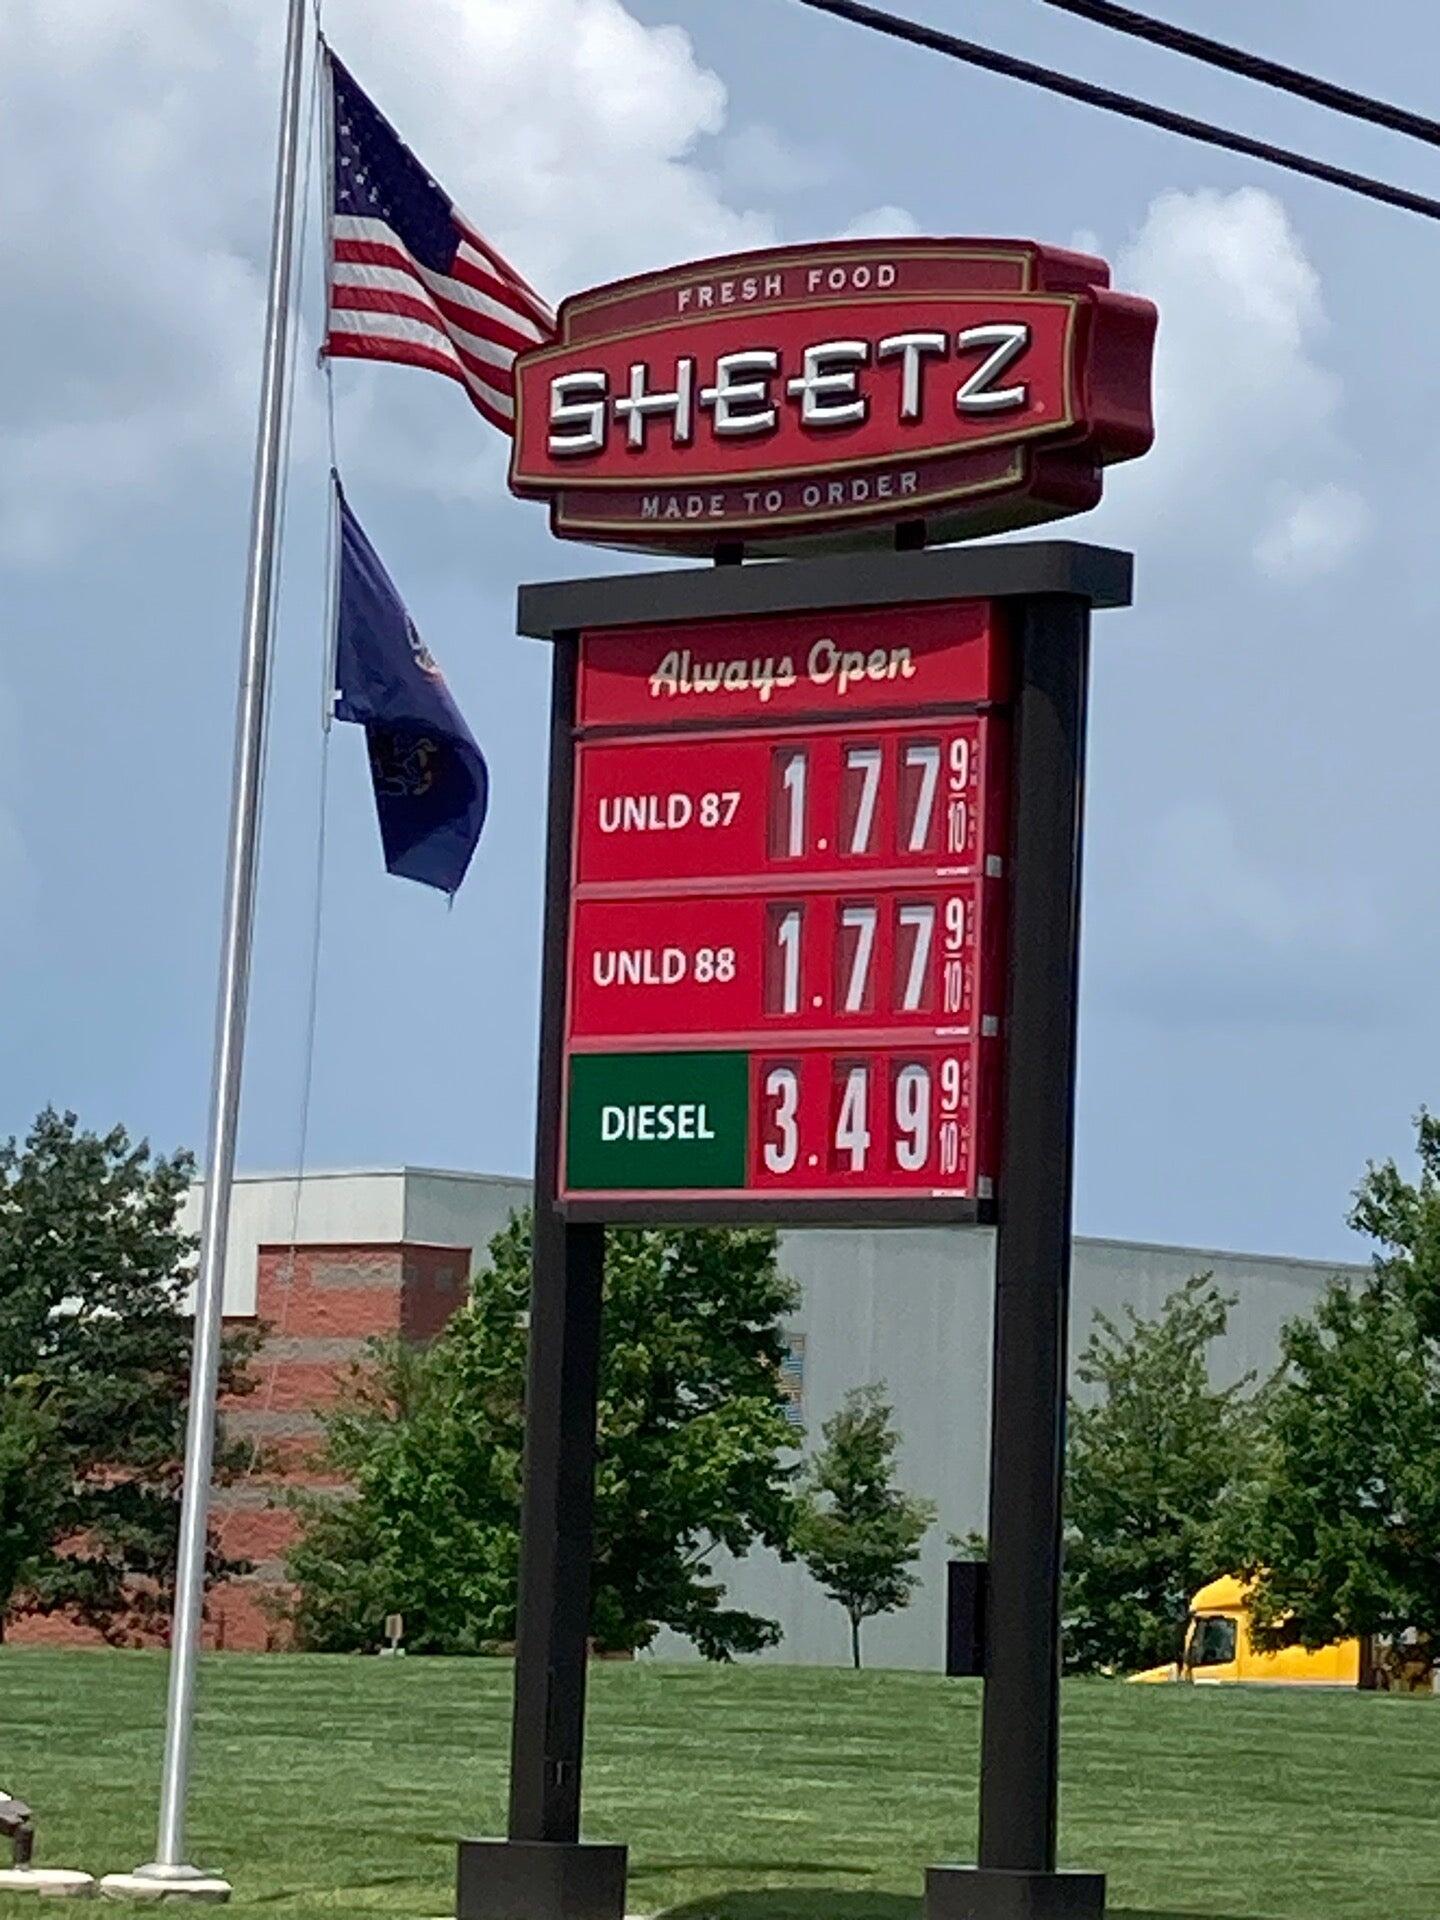 FRESH FOOD
SHEETZ
MADE TO ORDER
Always Open
UNLD 87 1.77 9/10
UNLD 88 1.77 9/10
DIESEL 3.49 9/10